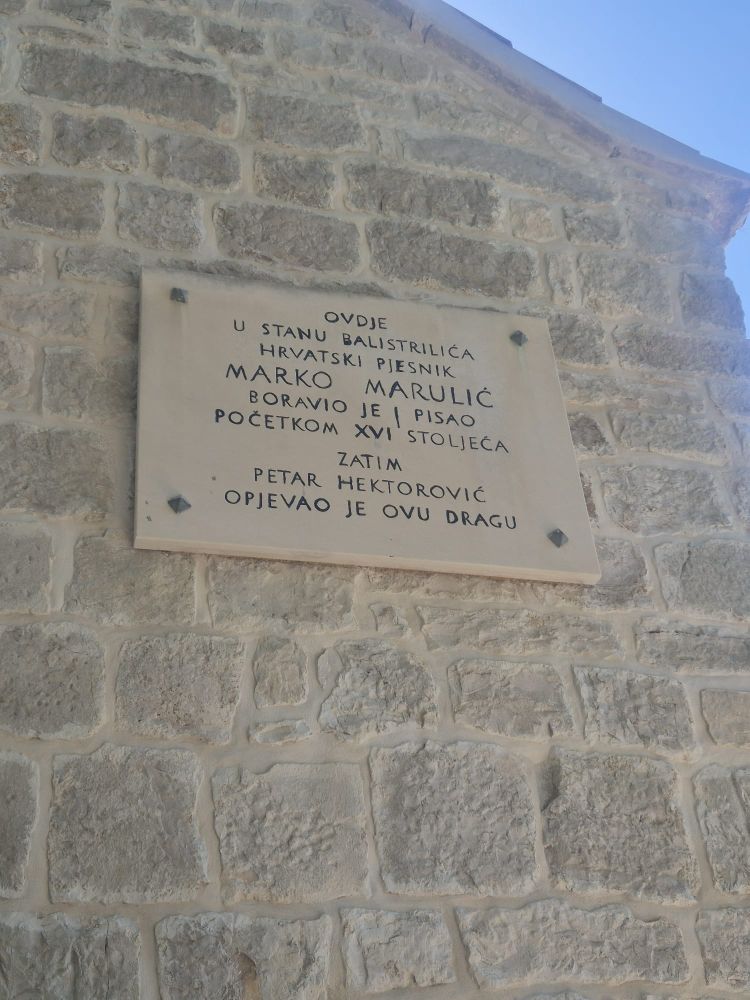 OVDJE
U STANU BALISTRILIĆA
HRVATSKI PJESNIK
MARKO MARULIĆ
BORAVIO JE I PISAO
POČETKOM XVI STOLJEĆA
ZATIM
PETAR HEKTOROVIĆ
OPJEVAO JE OVU DRAGU